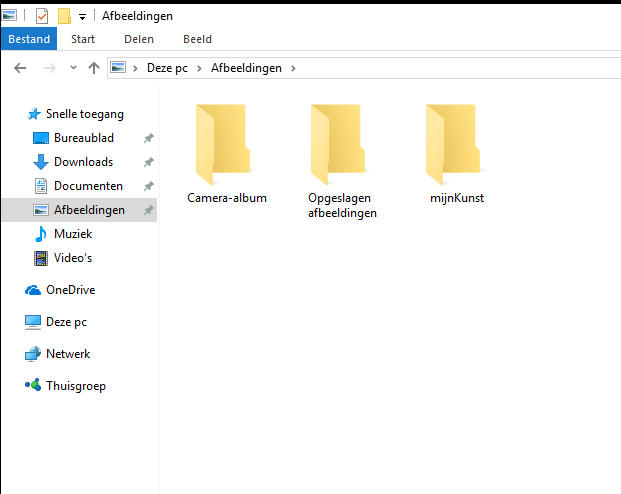 Afbeeldingen
Bestand Start Delen Beeld
Deze pc Afbeeldingen
Snelle toegang
Bureaublad
Downloads
Documenten
Afbeeldingen
Muziek
Video's
OneDrive
Deze pc
Netwerk
Thuisgroep
Camera-album
Opgeslagen
afbeeldingen
mijnKunst